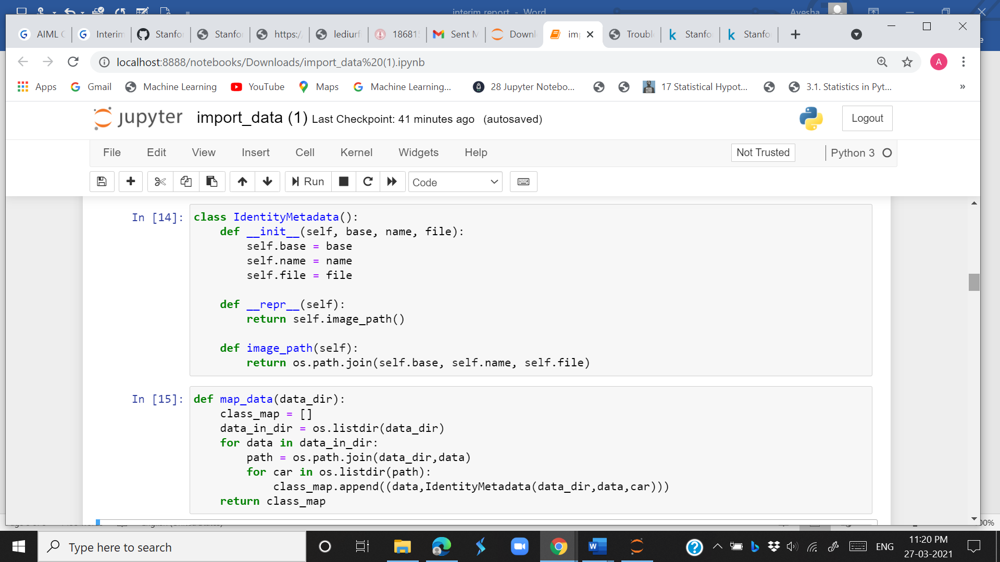 interim report - Word
Ayesha
AIML
Interim
Stanfo
Stanfo
https:/
lediurf
18681
Sent M
Downl
im
Troubl
Stanfo
Stanfo
localhost:8888/notebooks/Downloads/import_data%20(1).ipynb
A
Apps
Gmail
Machine Learning
YouTube
Maps
Machine Learning...
28 Jupyter Notebo...
17 Statistical Hypot...
3.1. Statistics in Pyt...
»
jupyter import_data (1) Last Checkpoint: 41 minutes ago (autosaved)
Logout
File Edit View Insert Cell Kernel Widgets Help
Not Trusted
Python 3
Run
Code
In [14]: class IdentityMetadata():
    def __init__(self, base, name, file):
        self.base = base
        self.name = name
        self.file = file
    def __repr__(self):
        return self.image_path()
    def image_path(self):
        return os.path.join(self.base, self.name, self.file)
In [15]: def map_data(data_dir):
    class_map = []
    data_in_dir = os.listdir(data_dir)
    for data in data_in_dir:
        path = os.path.join(data_dir,data)
        for car in os.listdir(path):
            class_map.append((data,IdentityMetadata(data_dir,data,car)))
    return class_map
Type here to search
ENG
11:20 PM
27-03-2021